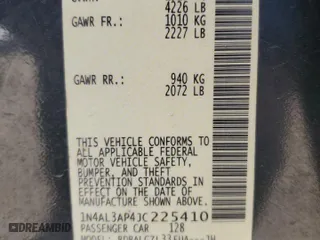 4226 LB
GAWR FR.: 1010 KG
2227 LB
GAWR RR.: 940 KG
2072 LB
THIS VEHICLE CONFORMS TO
ALL APPLICABLE FEDERAL
MOTOR VEHICLE SAFETY,
BUMPER, AND THEFT
PREVENTION STANDARDS IN
EFFECT ON THE DATE OF
MANUFACTURE SHOWN ABOVE.
1N4AL3AP4JC225410
PASSENGER CAR 128